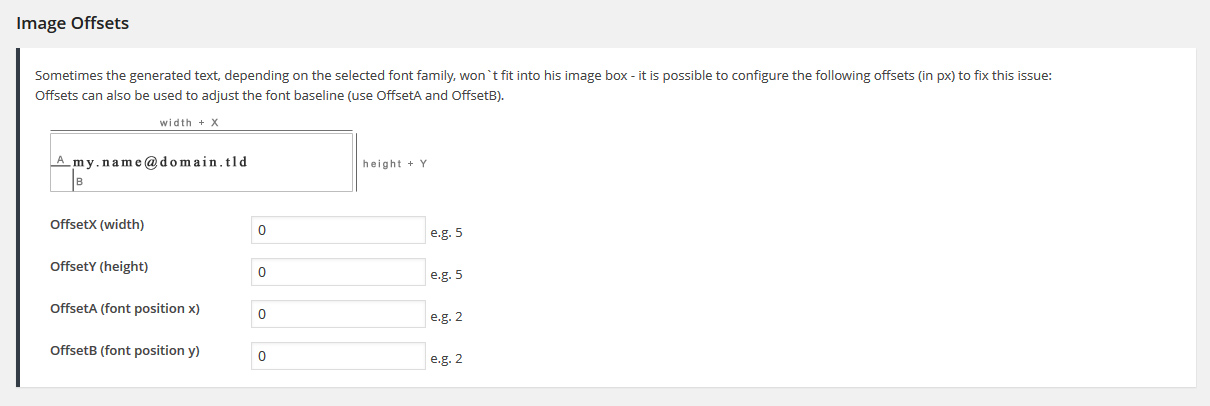 Image Offsets
Sometimes the generated text, depending on the selected font family, won`t fit into his image box - it is possible to configure the following offsets (in px) to fix this issue:
Offsets can also be used to adjust the font baseline (use OffsetA and OffsetB).
width + X
A my.name@domain.tld
height + Y
B
OffsetX (width) 0 e.g. 5
OffsetY (height) 0 e.g. 5
OffsetA (font position x) 0 e.g. 2
OffsetB (font position y) 0 e.g. 2